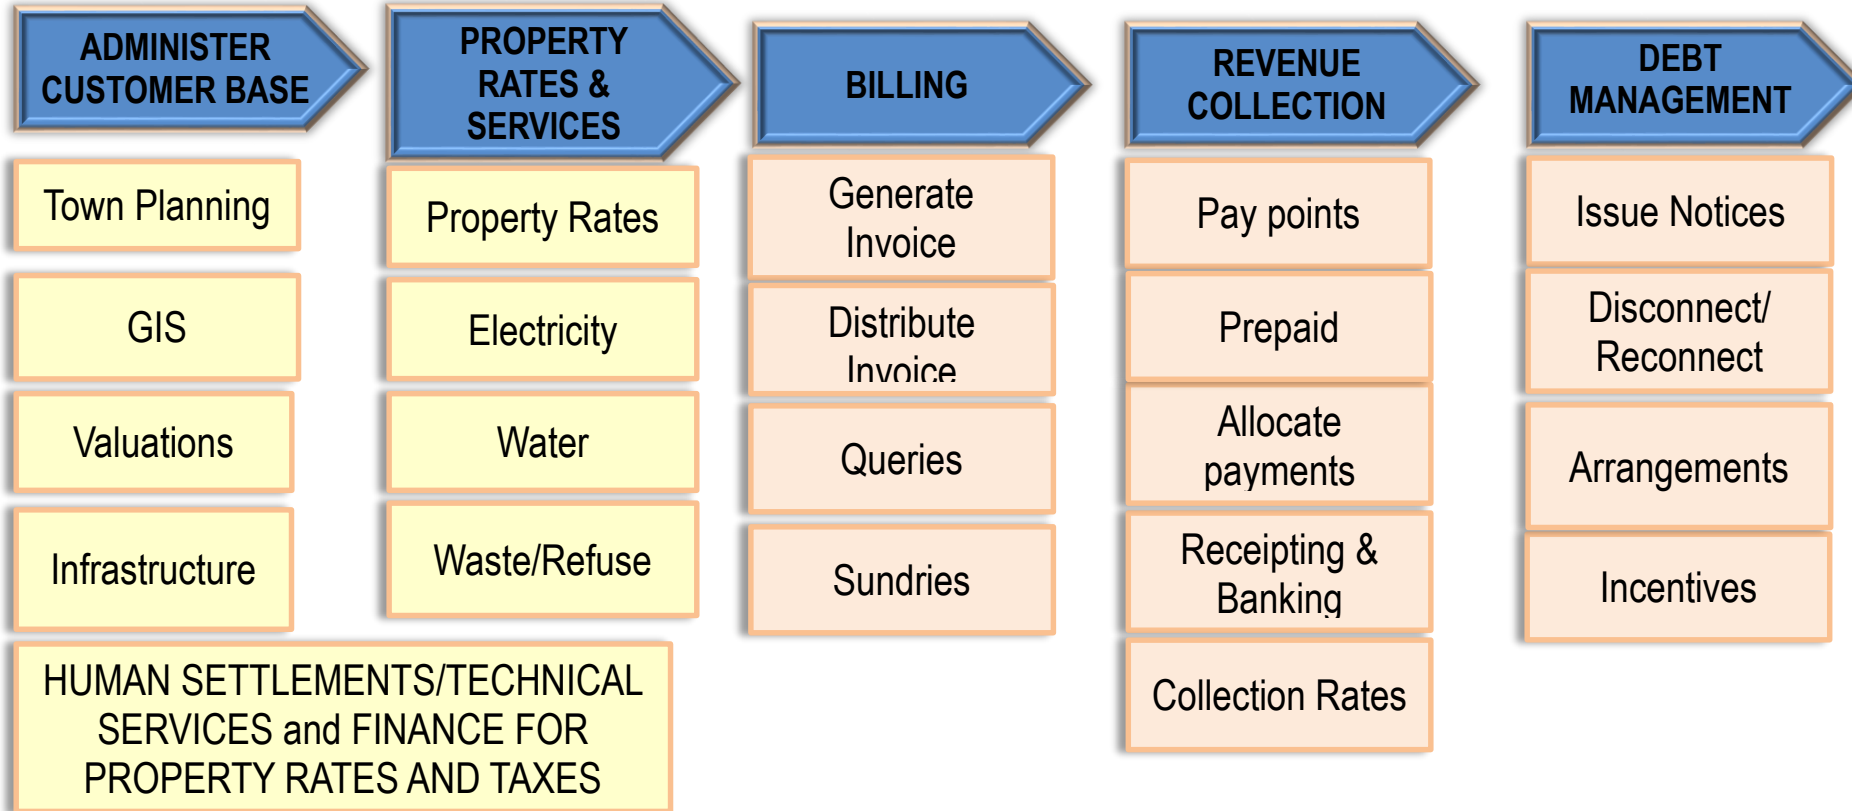 ADMINISTER
CUSTOMER BASE
Town Planning
GIS
Valuations
Infrastructure
PROPERTY
RATES &
SERVICES
Property Rates
Electricity
Water
Waste/Refuse
HUMAN SETTLEMENTS/TECHNICAL
SERVICES and FINANCE FOR
PROPERTY RATES AND TAXES
BILLING
Generate
Invoice
Distribute
Invoice
Queries
Sundries
REVENUE
COLLECTION
Pay points
Prepaid
Allocate
payments
Receipting &
Banking
Collection Rates
DEBT
MANAGEMENT
Issue Notices
Disconnect/
Reconnect
Arrangements
Incentives